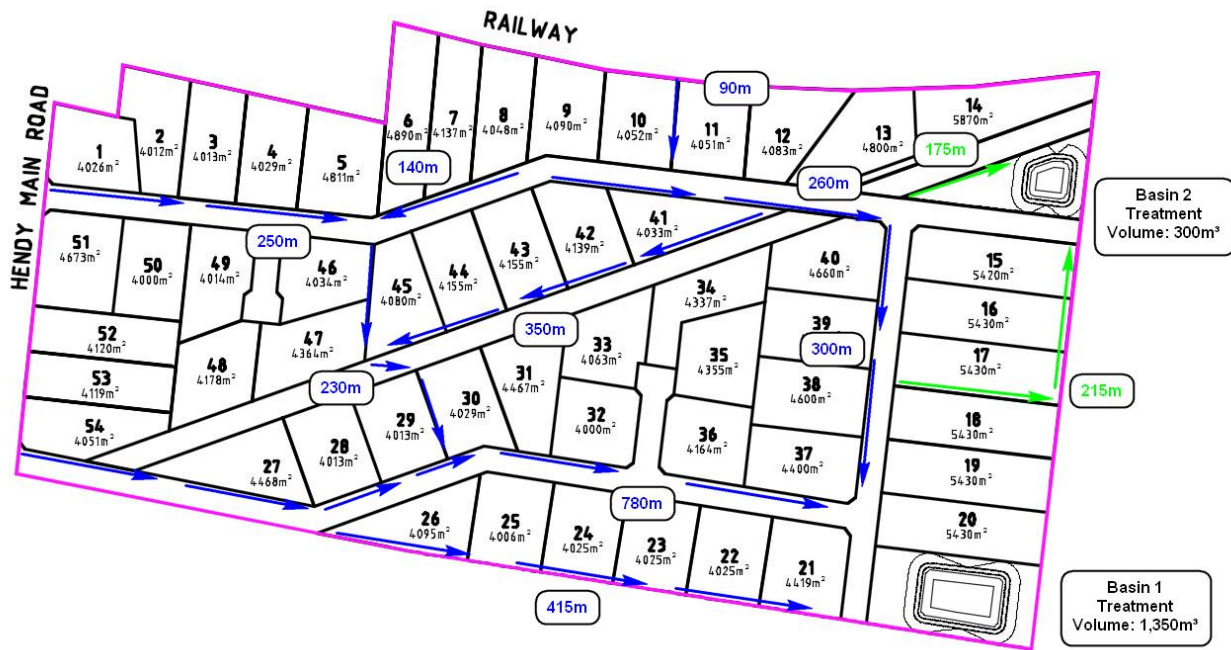 RAILWAY
HENDY MAIN ROAD
1
4026m²
2
4012m²
3
4013m²
4
4029m²
5
4811m²
6
4890m²
7
4137m²
8
4048m²
9
4090m²
10
4052m²
11
4051m²
12
4083m²
13
4800m²
14
5870m²
90m
140m
175m
260m
250m
Basin 2
Treatment
Volume: 300m³
51
4673m²
50
4000m²
49
4014m²
46
4034m²
45
4080m²
44
4155m²
43
4155m²
42
4139m²
41
4033m²
40
4660m²
15
5420m²
16
5430m²
17
5430m²
52
4120m²
53
4119m²
54
4051m²
48
4178m²
47
4364m²
230m
350m
33
4063m²
34
4337m²
35
4355m²
39
300m
38
4600m²
215m
27
4468m²
28
4013m²
29
4013m²
30
4029m²
31
4467m²
32
4000m²
36
4164m²
37
4400m²
18
5430m²
19
5430m²
20
5430m²
780m
26
4095m²
25
4006m²
24
4025m²
23
4025m²
22
4025m²
21
4419m²
415m
Basin 1
Treatment
Volume: 1,350m³